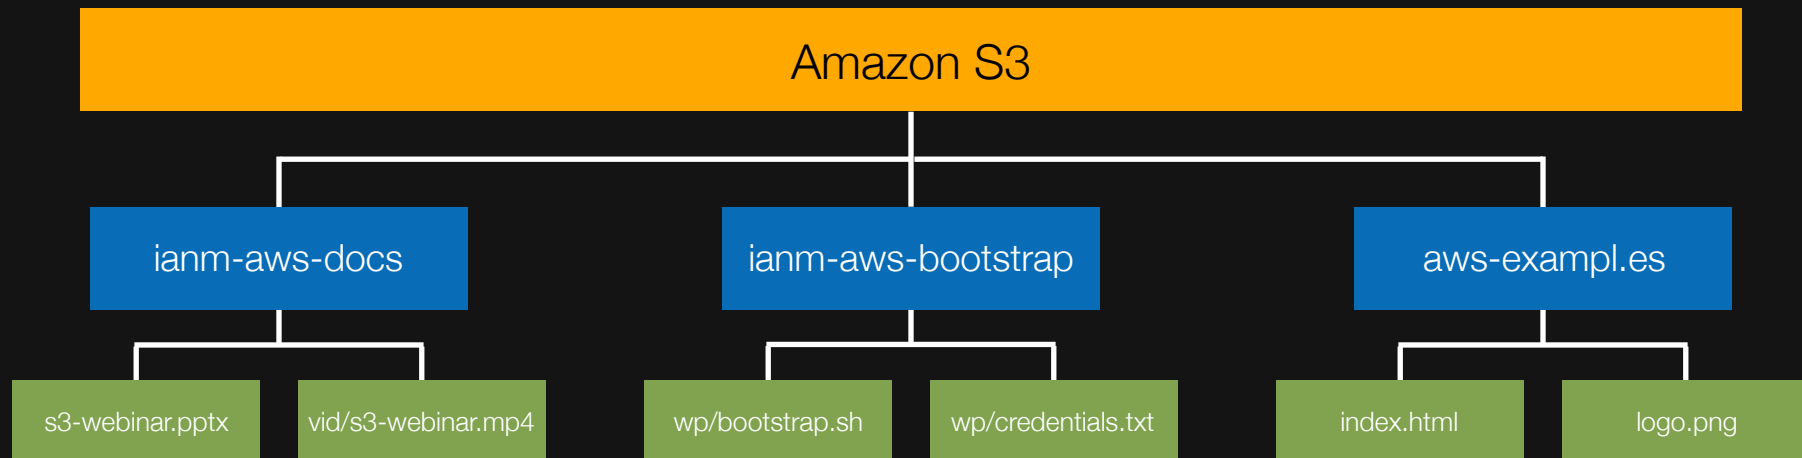 Amazon S3
ianm-aws-docs
ianm-aws-bootstrap
aws-exampl.es
s3-webinar.pptx
vid/s3-webinar.mp4
wp/bootstrap.sh
wp/credentials.txt
index.html
logo.png